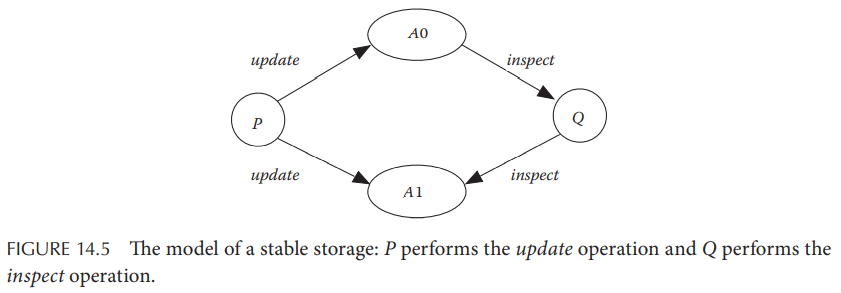 A0
update
inspect
P
Q
update
inspect
A1
FIGURE 14.5 The model of a stable storage: P performs the update operation and Q performs the
inspect operation.